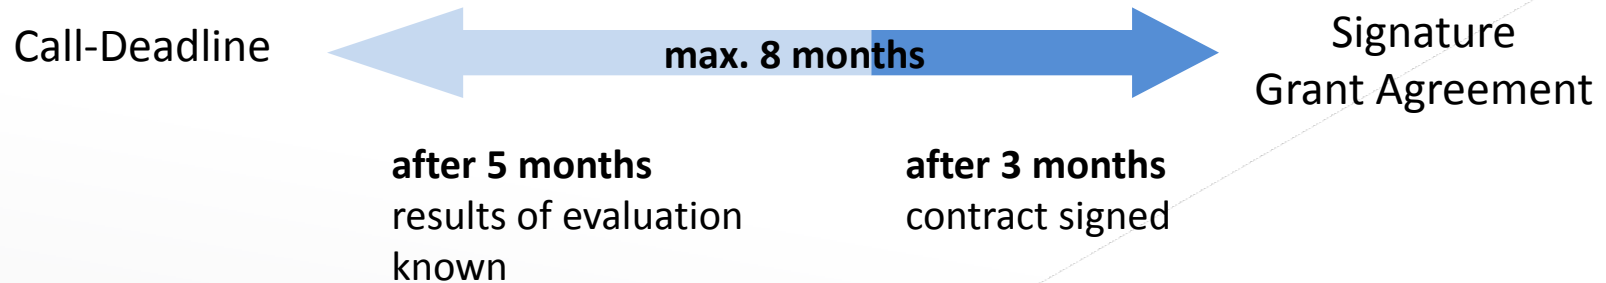 Call-Deadline
max. 8 months
Signature
Grant Agreement
after 5 months
results of evaluation
known
after 3 months
contract signed